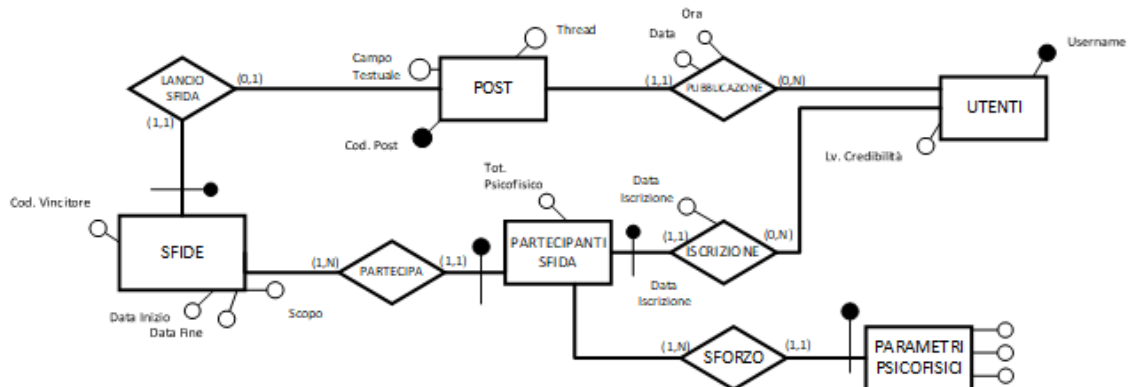 Ora
Thread
Data
Username
Campo
Testuale
LANCIO
SFIDA
(0,1)
POST
(1,1)
PUBBLICAZIONE
(0,N)
UTENTI
(1,1)
Cod. Post
Lv. Credibilità
Tot.
Psicofisico
Data
Iscrizione
Cod. Vincitore
SFIDE
(1,N)
PARTECIPA
(1,1)
PARTECIPANTI
SFIDA
(1,1)
ISCRIZIONE
(0,N)
Data
Iscrizione
Data Inizio
Data Fine
Scopo
(1,N)
SFORZO
(1,1)
PARAMETRI
PSICOFISICI